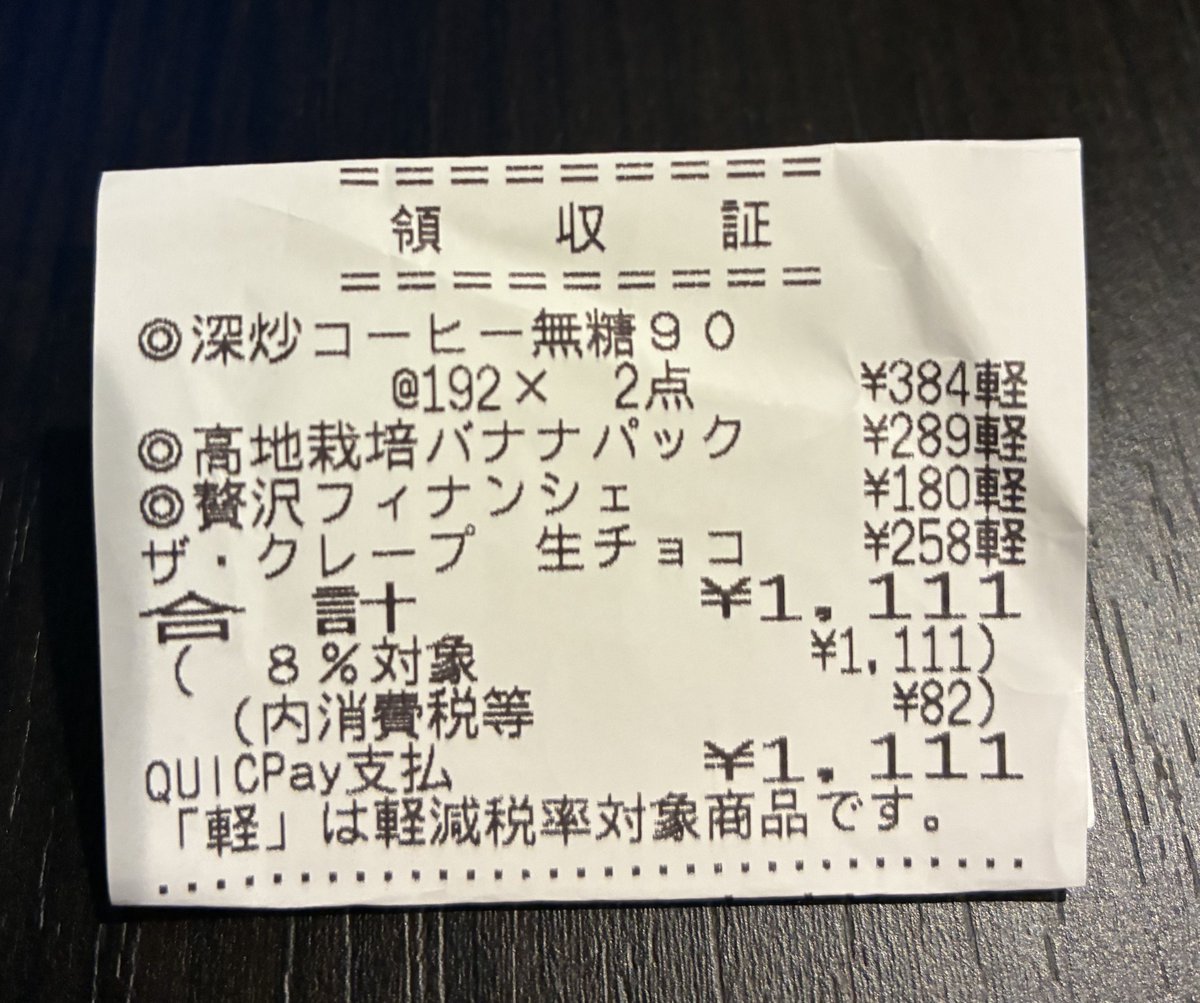 =========
領収証
=========
◎深炒コーヒー無糖90
@192× 2点 ¥384軽
◎高地栽培バナナパック ¥289軽
◎贅沢フィナンシェ ¥180軽
ザ・クレープ 生チョコ ¥258軽
合計 ¥1,111
( 8%対象 ¥1,111)
(内消費税等 ¥82)
QUICPay支払 ¥1,111
「軽」は軽減税率対象商品です。